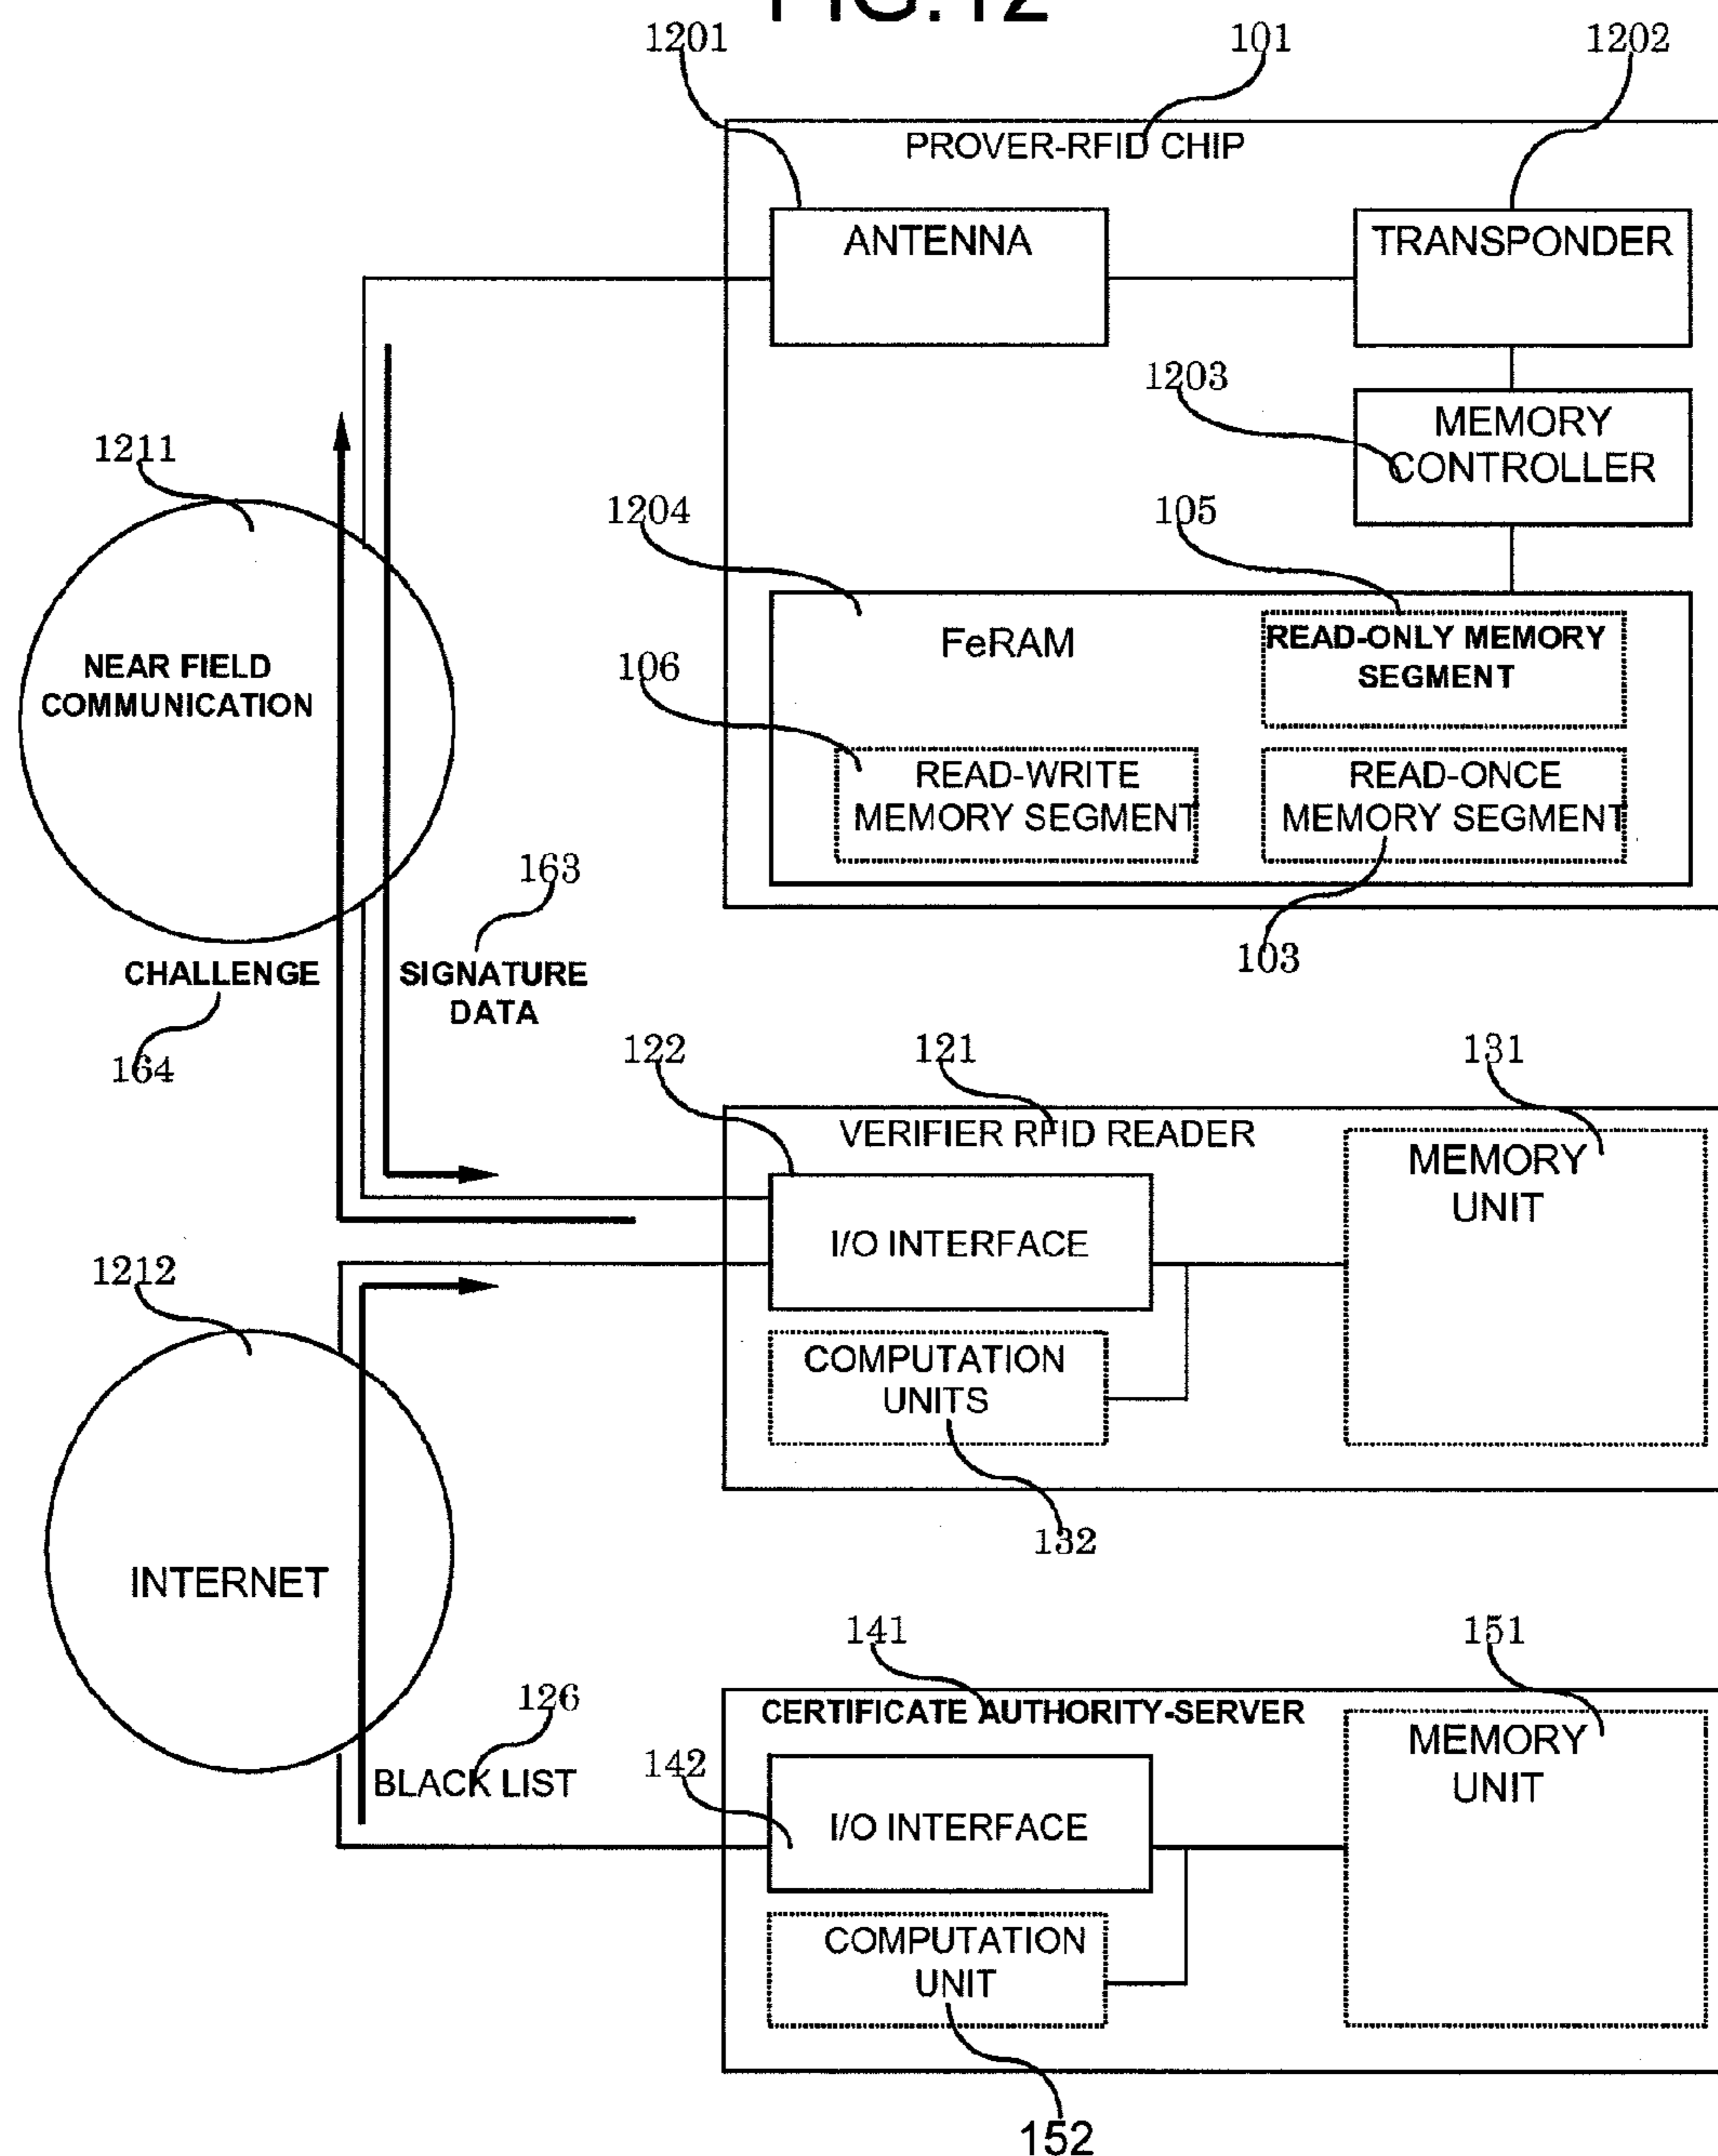 FIG.12
1201
101
1202
PROVER-RFID CHIP
ANTENNA
TRANSPONDER
1203
MEMORY
CONTROLLER
1211
1204
105
FeRAM
READ-ONLY MEMORY
SEGMENT
NEAR FIELD
COMMUNICATION
106
READ-WRITE
MEMORY SEGMENT
READ-ONCE
MEMORY SEGMENT
163
103
CHALLENGE
SIGNATURE
DATA
164
122
121
131
VERIFIER RFID READER
MEMORY
UNIT
I/O INTERFACE
1212
COMPUTATION
UNITS
132
INTERNET
141
151
126
CERTIFICATE AUTHORITY-SERVER
MEMORY
UNIT
BLACK LIST
142
I/O INTERFACE
COMPUTATION
UNIT
152